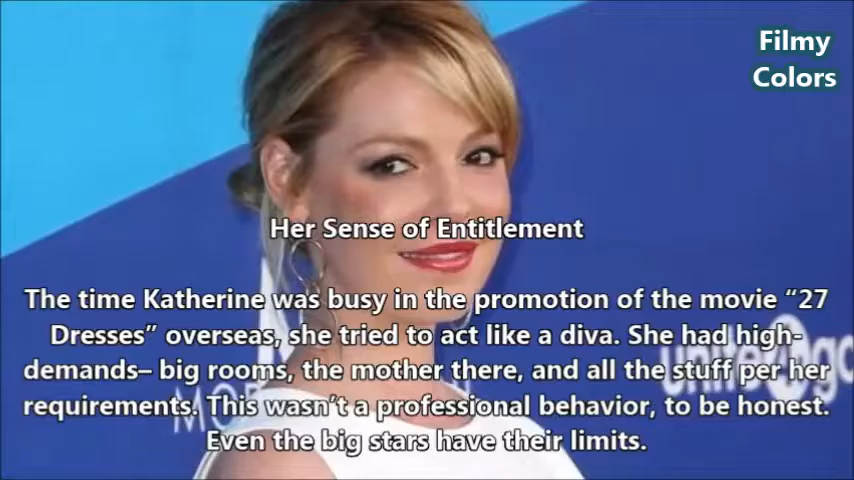 Filmy
Colors
Her Sense of Entitlement
The time Katherine was busy in the promotion of the movie “27
Dresses” overseas, she tried to act like a diva. She had high-
demands– big rooms, the mother there, and all the stuff per her
requirements. This wasn’t a professional behavior, to be honest.
Even the big stars have their limits.